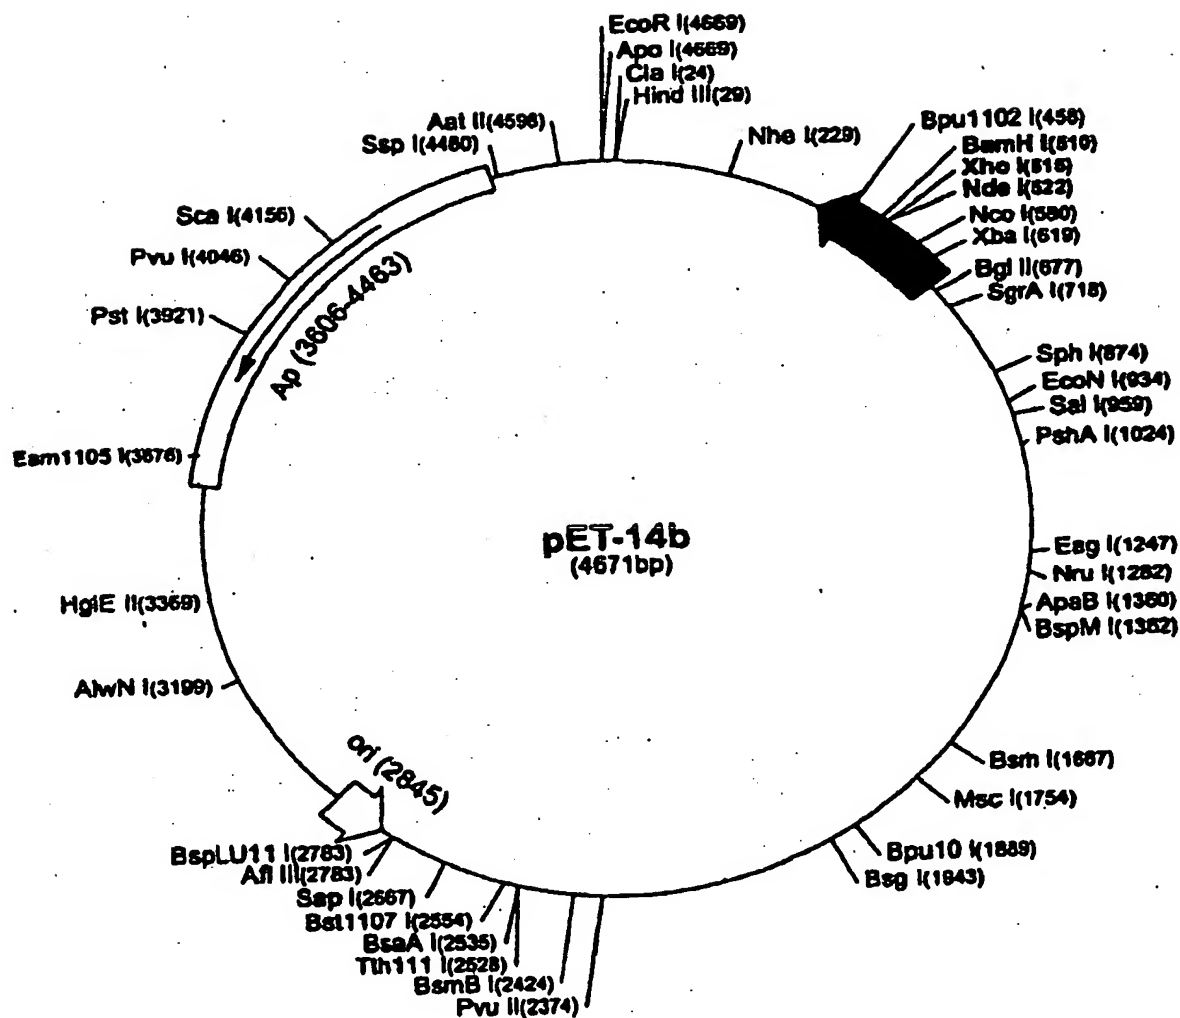 EcoR I(4669)
Apo I(4669)
Cla I(24)
Hind III(29)
Nhe I(229)
Bpu1102 I(458)
BamH I(510)
Xho I(515)
Nde I(522)
Nco I(580)
Xba I(619)
Bgl II(677)
SgrA I(718)
Sph I(874)
EcoN I(934)
Sal I(959)
PshA I(1024)
Eag I(1247)
Nru I(1282)
ApaB I(1360)
BspM I(1362)
Bsm I(1667)
Msc I(1754)
Bpu10 I(1889)
Bsg I(1943)
Pvu II(2374)
BsmB I(2424)
Tth111 I(2528)
BsaA I(2535)
Bst1107 I(2554)
Sap I(2667)
Afl III(2783)
BspLU11 I(2783)
ori (2845)
AlwN I(3199)
HgiE II(3369)
Eam1105 I(3676)
Pst I(3921)
Pvu I(4046)
Sca I(4156)
Ap (3606-4463)
Ssp I(4480)
Aat II(4598)
pET-14b
(4671bp)